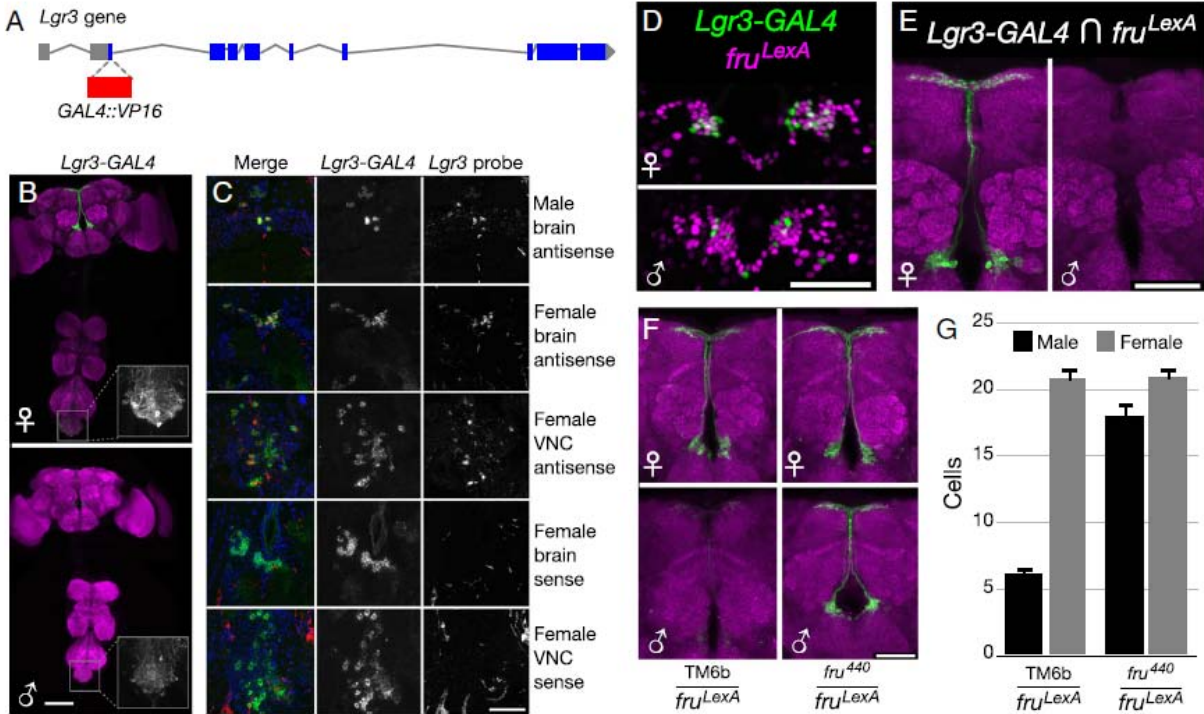 A
Lgr3 gene
GAL4::VP16
Lgr3-GAL4
B
♀
♂
Merge
Lgr3-GAL4
Lgr3 probe
C
Male
brain
antisense
Female
brain
antisense
Female
VNC
antisense
Female
brain
sense
Female
VNC
sense
D
Lgr3-GAL4
fruLexA
♀
♂
E
Lgr3-GAL4 ∩ fruLexA
♀
♂
F
♀
♀
♂
♂
TM6b
fruLexA
fru440
fruLexA
G
25
20
15
10
5
0
Cells
Male
Female
TM6b
fruLexA
fru440
fruLexA